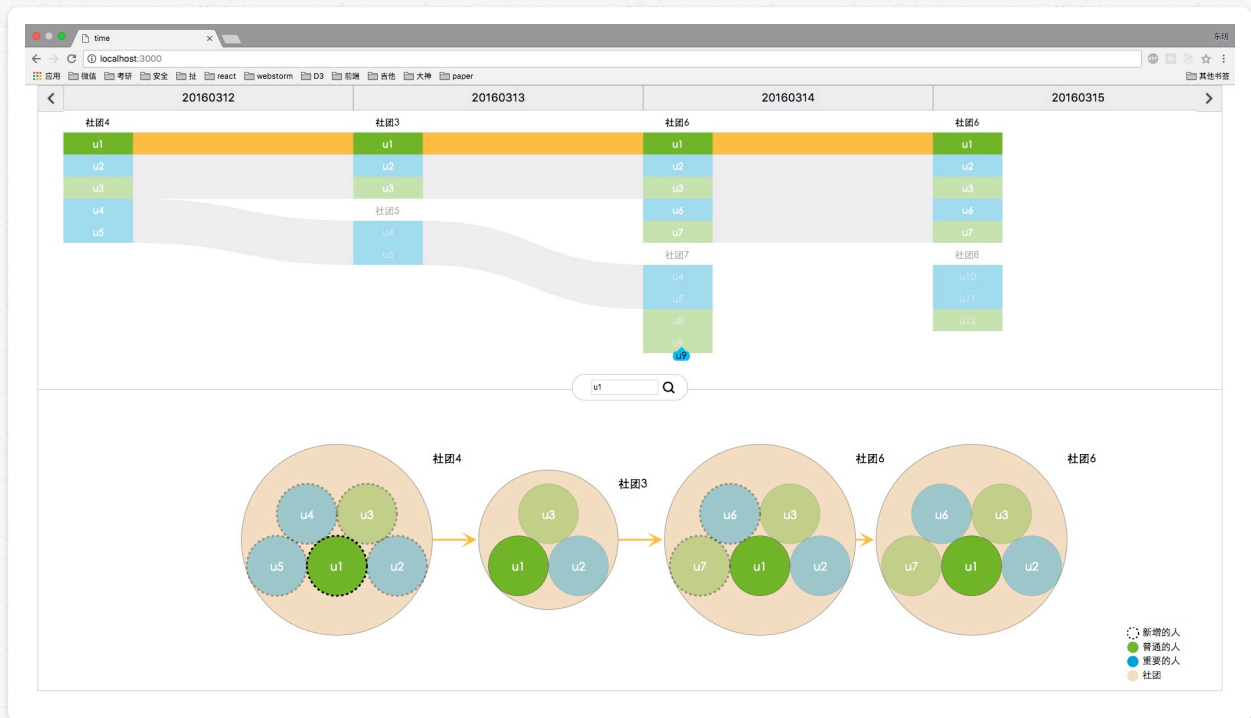 time
东玥
localhost:3000
应用 微信 考研 安全 扯 react webstorm D3 前端 吉他 大神 paper 其他书签
20160312 20160313 20160314 20160315
社团4 社团3 社团6 社团6
u1 u1 u1 u1
u2 u2 u2 u2
u3 u3 u3 u3
u4 社团5 u6 u6
u5 u4 u7 u7
u5 社团7 社团8
u4 u10
u5 u11
u8 u12
u9
u9
u1
社团4 社团6 社团6
社团3
u4 u3 u3 u6 u3 u6 u3
u5 u1 u2 u1 u2 u7 u1 u2 u7 u1 u2
新增的人
普通的人
重要的人
社团